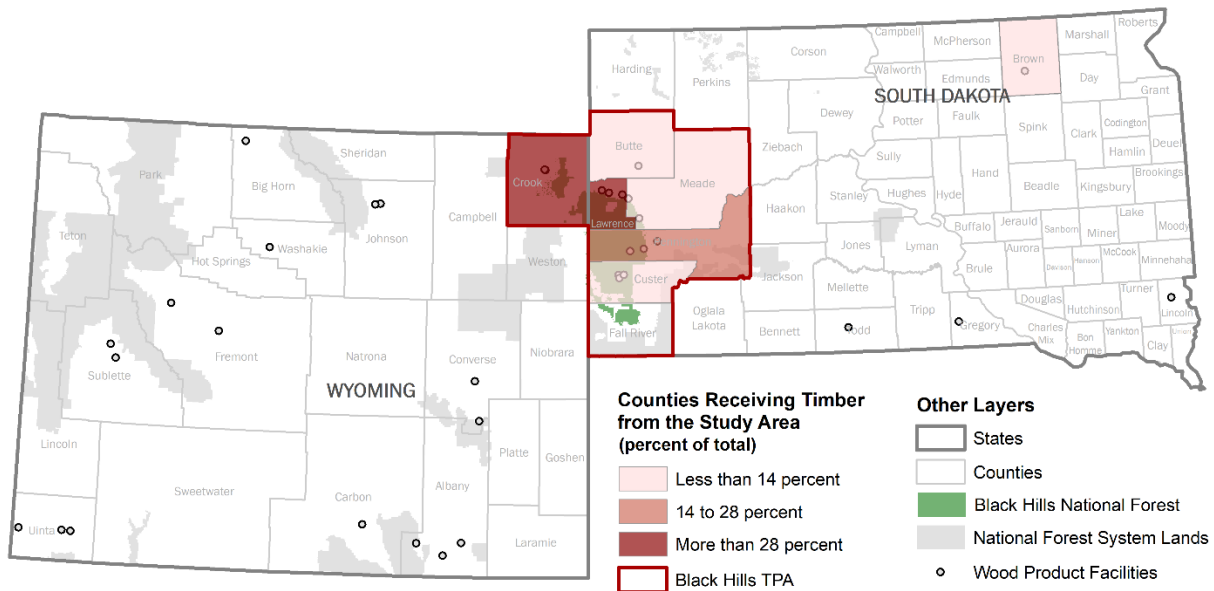 Roberts
Campbell
McPherson
Marshall
Corson
Harding
Perkins
Brown
Walworth
Edmunds
Day
Grant
SOUTH DAKOTA
Dewey
Potter
Faulk
Codington
Sheridan
Park
Big Horn
Butte
Ziebach
Spink
Clark
Hamlin
Deuel
Sully
Crook
Meade
Hand
Campbell
Stanley
Hughes
Hyde
Beadle
Kingsbury
Brookings
Johnson
Haakon
Teton
Lawrence
Buffalo
Jerauld
Sanborn
Miner
Lake
Moody
Washakie
Hot Springs
Jones
Lyman
Aurora
McCook
Minnehaha
Weston
Custer
Jackson
Brule
Davison
Hanson
Mellette
Turner
Lincoln
Tripp
Gregory
Douglas
Hutchinson
Oglala
Lakota
Bennett
Todd
Charles
Mix
Bon
Homme
Yankton
Clay
Union
Fall River
Fremont
Natrona
Converse
Niobrara
Sublette
WYOMING
Lincoln
Platte
Goshen
Sweetwater
Carbon
Albany
Uinta
Laramie
Counties Receiving Timber
from the Study Area
(percent of total)
Less than 14 percent
14 to 28 percent
More than 28 percent
Black Hills TPA
Other Layers
States
Counties
Black Hills National Forest
National Forest System Lands
Wood Product Facilities